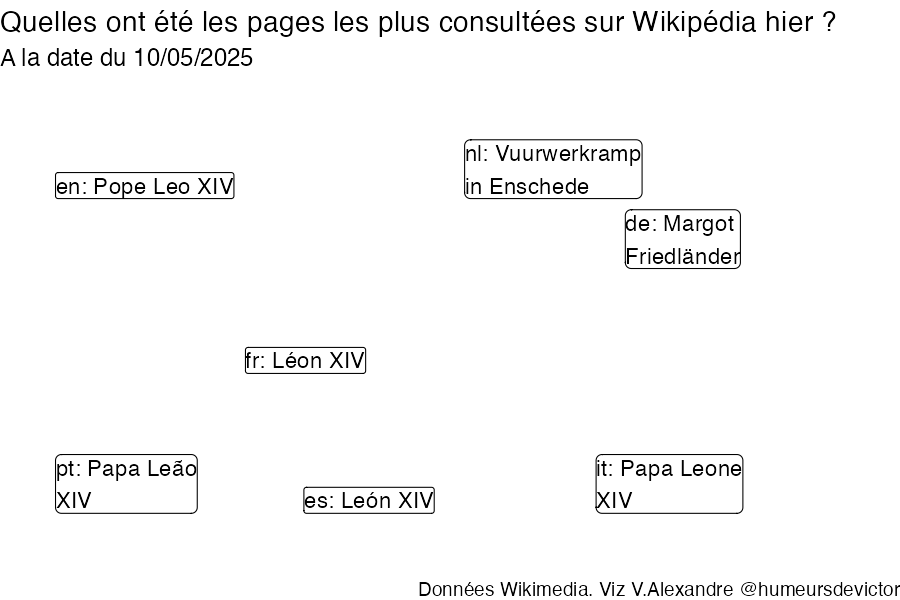 Quelles ont été les pages les plus consultées sur Wikipédia hier ?
A la date du 10/05/2025
nl: Vuurwerkramp
in Enschede
en: Pope Leo XIV
de: Margot
Friedländer
fr: Léon XIV
pt: Papa Leão
XIV
es: León XIV
it: Papa Leone
XIV
Données Wikimedia. Viz V.Alexandre @humeursdevictor